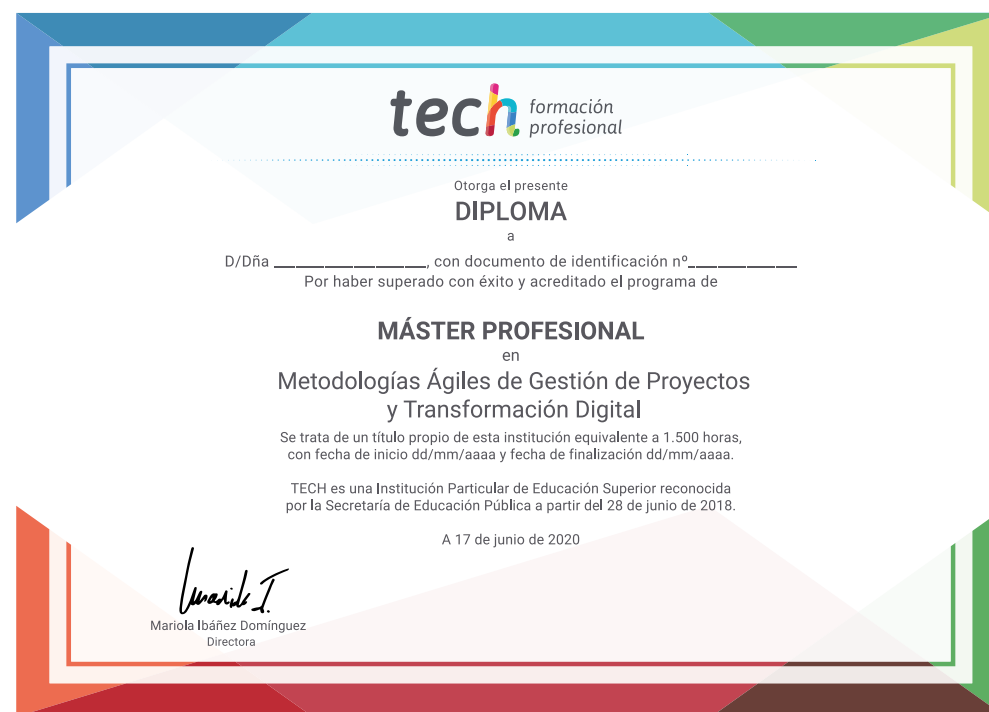 tech formación
profesional
Otorga el presente
DIPLOMA
a
D/Dña ____________________, con documento de identificación nº______________
Por haber superado con éxito y acreditado el programa de
MÁSTER PROFESIONAL
en
Metodologías Ágiles de Gestión de Proyectos
y Transformación Digital
Se trata de un título propio de esta institución equivalente a 1.500 horas,
con fecha de inicio dd/mm/aaaa y fecha de finalización dd/mm/aaaa.
TECH es una Institución Particular de Educación Superior reconocida
por la Secretaría de Educación Pública a partir del 28 de junio de 2018.
A 17 de junio de 2020
Mariola Ibáñez Domínguez
Directora